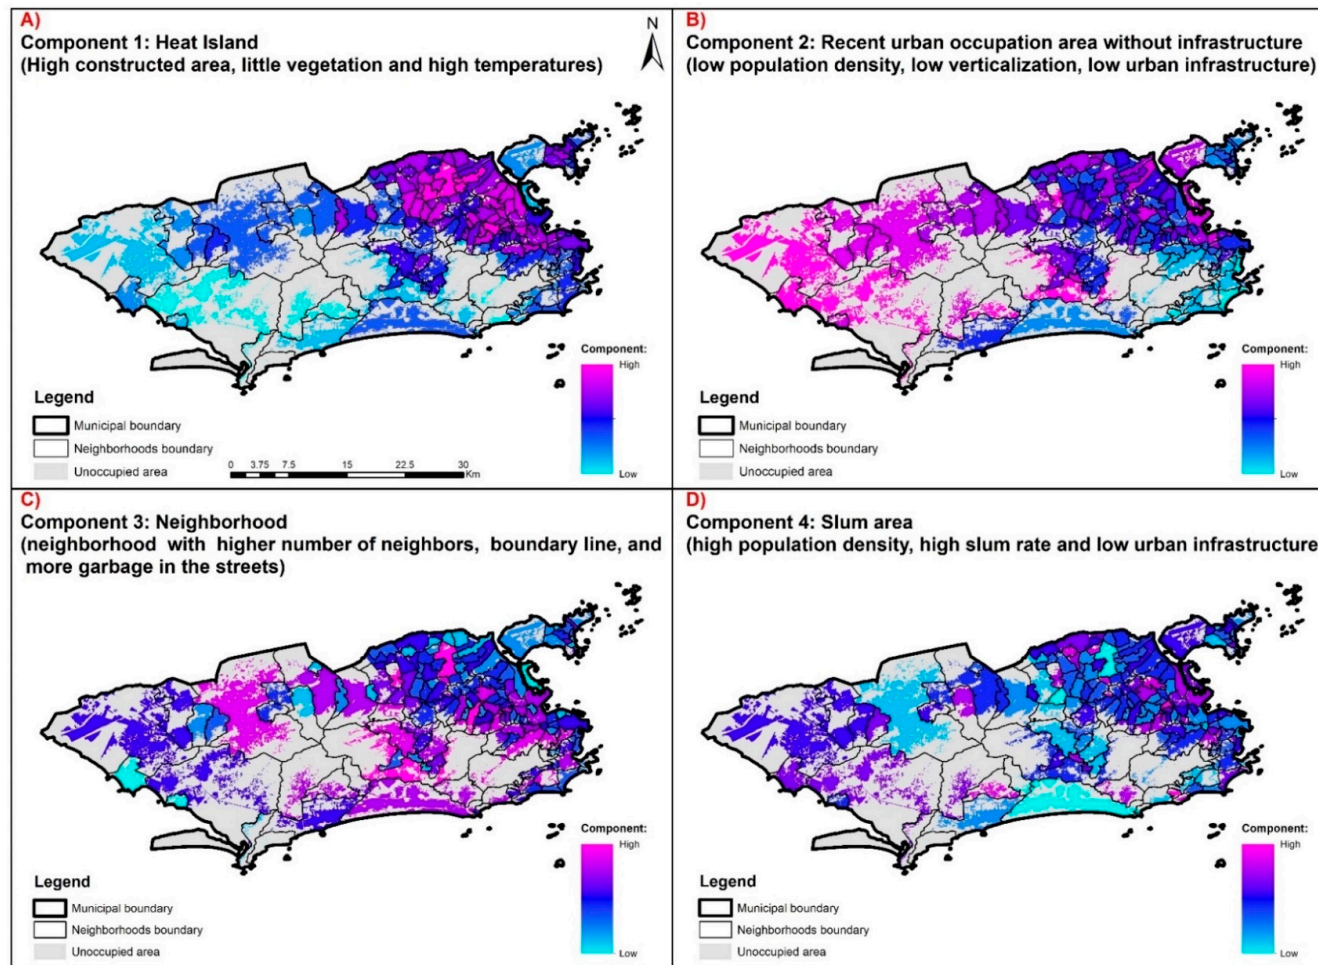 A)
Component 1: Heat Island
(High constructed area, little vegetation and high temperatures)
N
Component:
High
Low
Legend
Municipal boundary
Neighborhoods boundary
Unoccupied area
0 3.75 7.5 15 22.5 30
Km
B)
Component 2: Recent urban occupation area without infrastructure
(low population density, low verticalization, low urban infrastructure)
Component:
High
Low
Legend
Municipal boundary
Neighborhoods boundary
Unoccupied area
C)
Component 3: Neighborhood
(neighborhood with higher number of neighbors, boundary line, and
more garbage in the streets)
Component:
High
Low
Legend
Municipal boundary
Neighborhoods boundary
Unoccupied area
D)
Component 4: Slum area
(high population density, high slum rate and low urban infrastructure
Component:
High
Low
Legend
Municipal boundary
Neighborhoods boundary
Unoccupied area